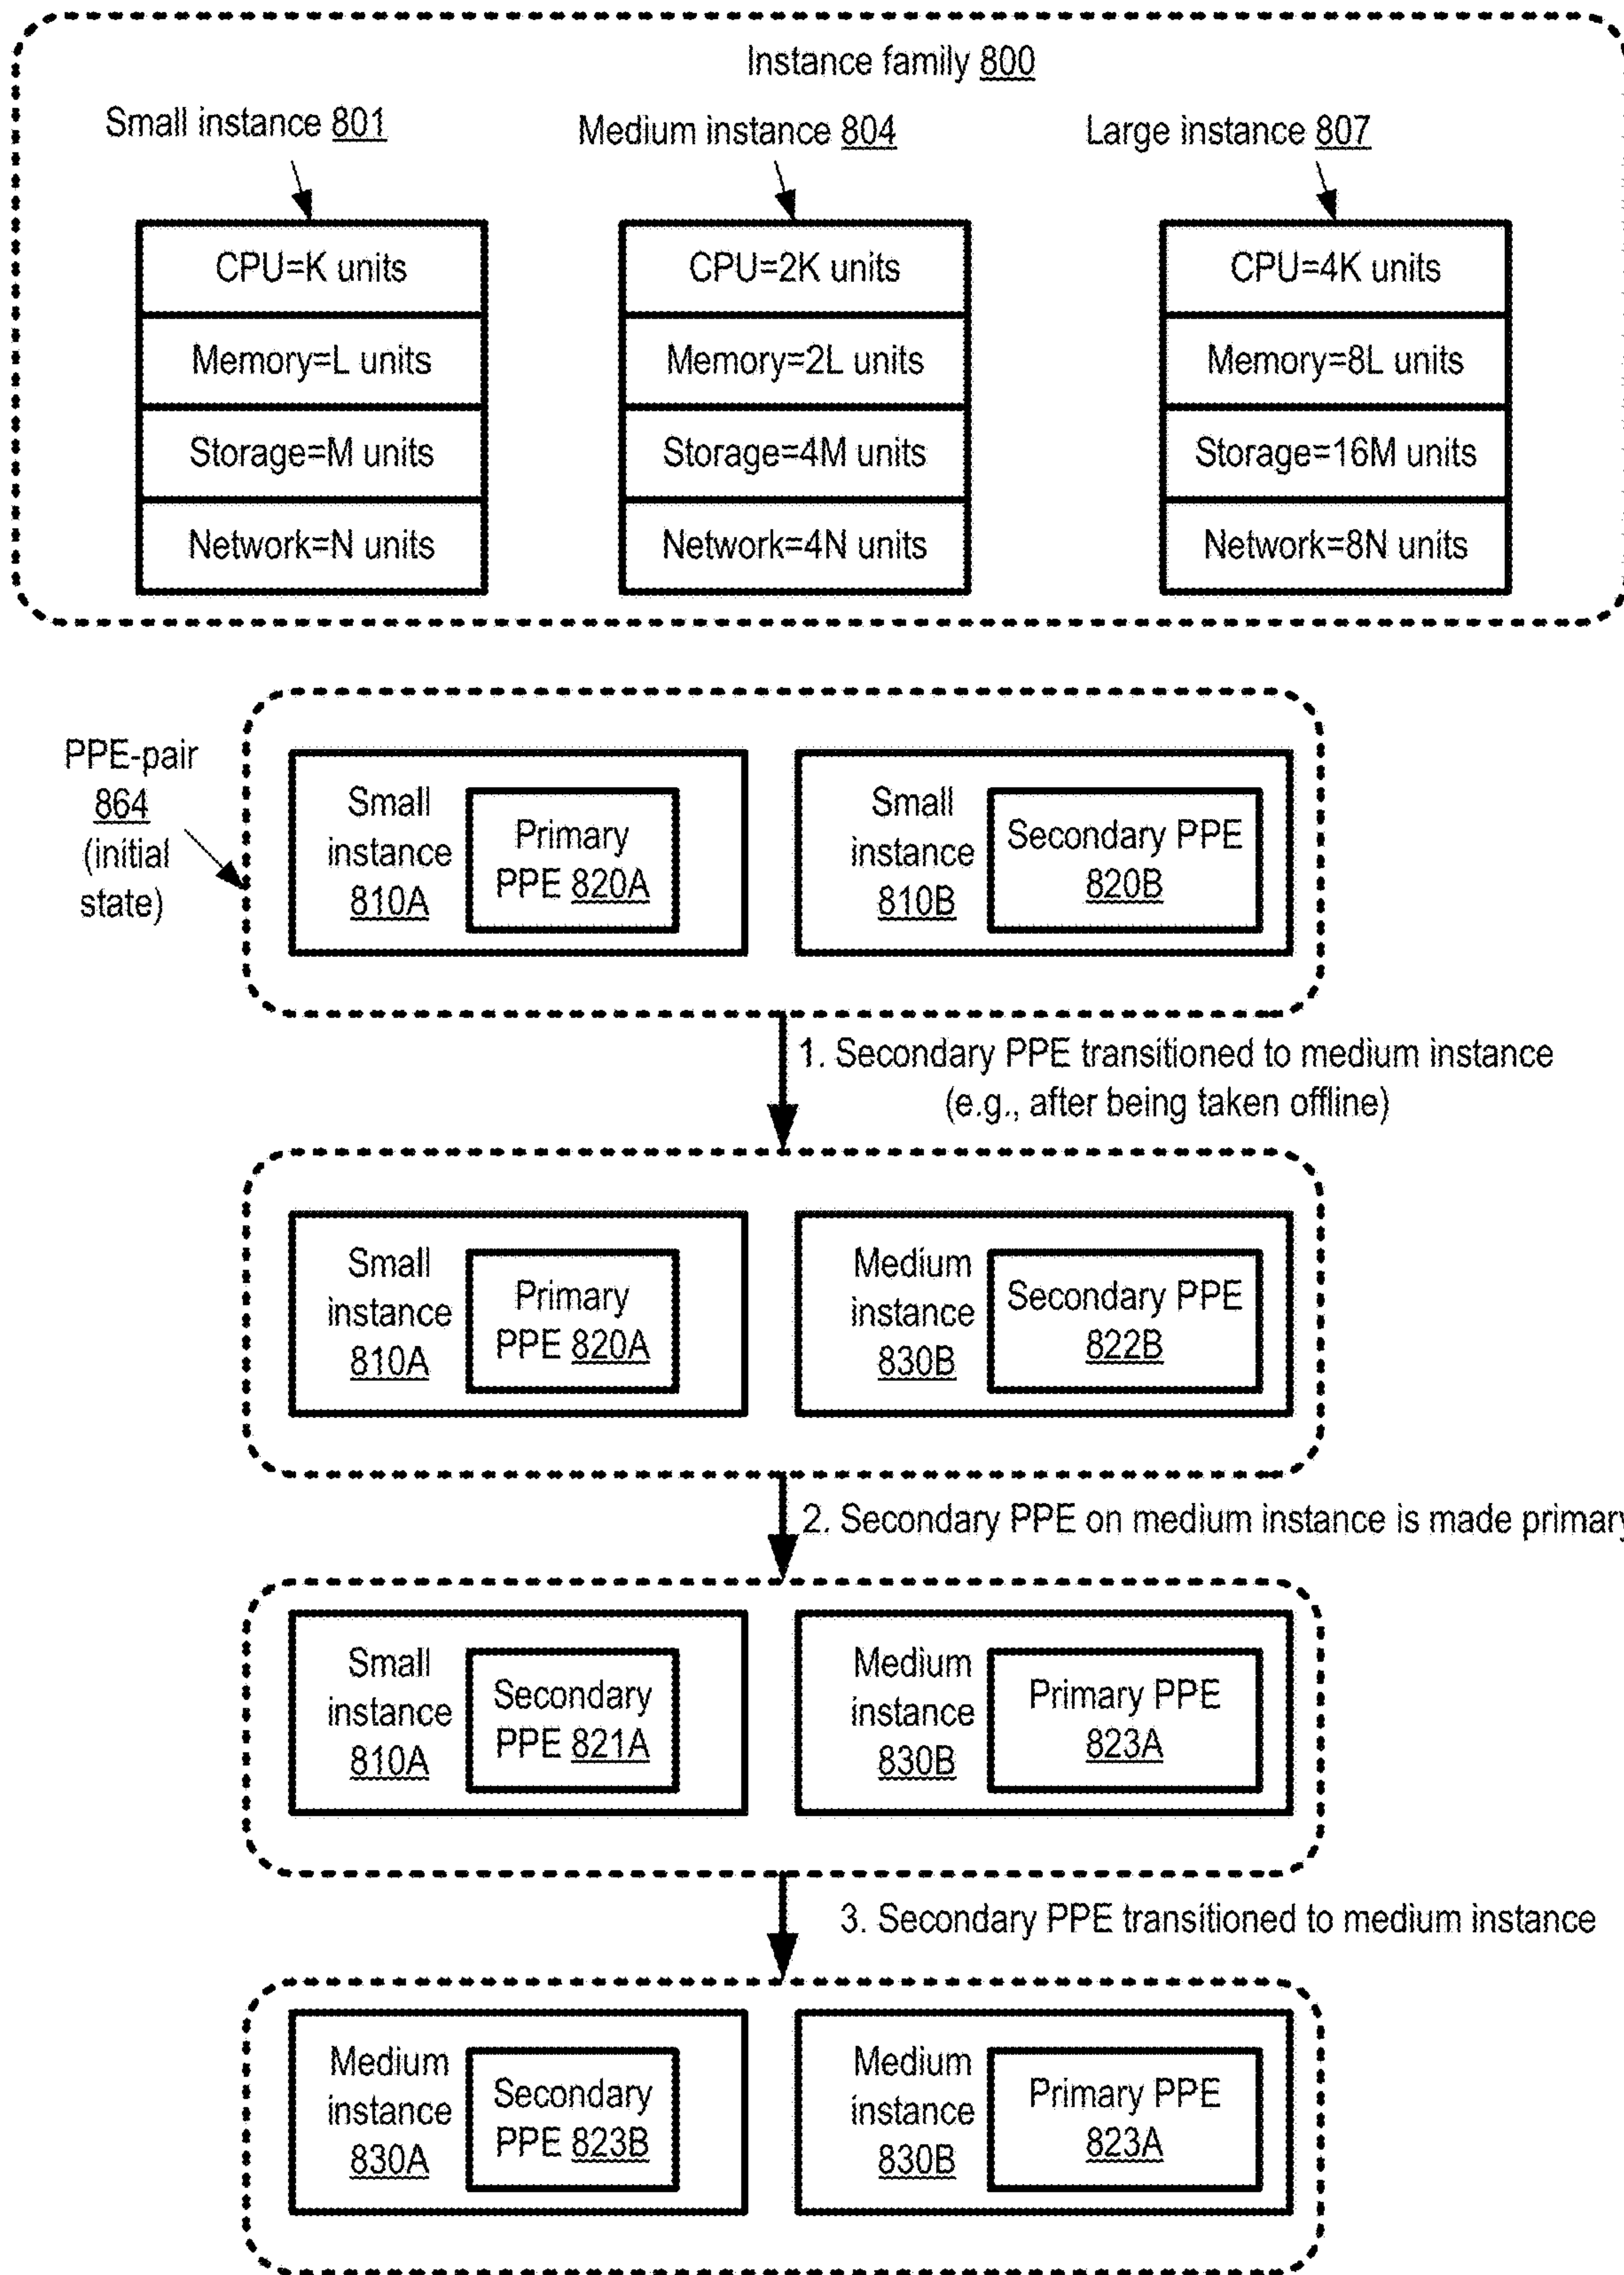 Instance family 800
Small instance 801
Medium instance 804
Large instance 807
CPU=K units
Memory=L units
Storage=M units
Network=N units
CPU=2K units
Memory=2L units
Storage=4M units
Network=4N units
CPU=4K units
Memory=8L units
Storage=16M units
Network=8N units
PPE-pair
864
(initial
state)
Small
instance
810A
Primary
PPE 820A
Small
instance
810B
Secondary PPE
820B
1. Secondary PPE transitioned to medium instance
(e.g., after being taken offline)
Small
instance
810A
Primary
PPE 820A
Medium
instance
830B
Secondary PPE
822B
2. Secondary PPE on medium instance is made primary
Small
instance
810A
Secondary
PPE 821A
Medium
instance
830B
Primary PPE
823A
3. Secondary PPE transitioned to medium instance
Medium
instance
830A
Secondary
PPE 823B
Medium
instance
830B
Primary PPE
823A